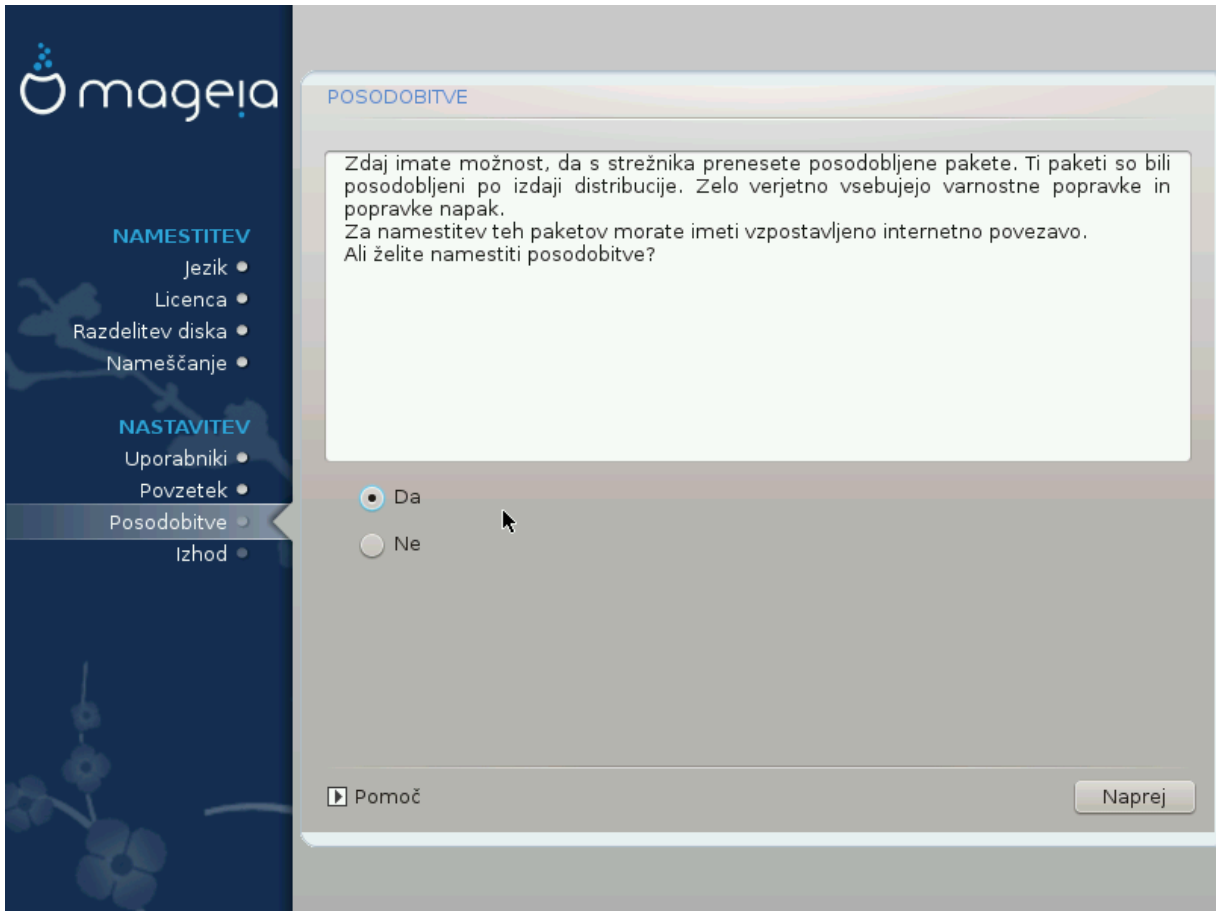 mageia
NAMESTITEV
Jezik
Licenca
Razdelitev diska
Nameščanje
NASTAVITEV
Uporabniki
Povzetek
Posodobitve
Izhod
POSODOBITVE
Zdaj imate možnost, da s strežnika prenesete posodobljene pakete. Ti paketi so bili
posodobljeni po izdaji distribucije. Zelo verjetno vsebujejo varnostne popravke in
popravke napak.
Za namestitev teh paketov morate imeti vzpostavljeno internetno povezavo.
Ali želite namestiti posodobitve?
Da
Ne
Pomoč
Naprej